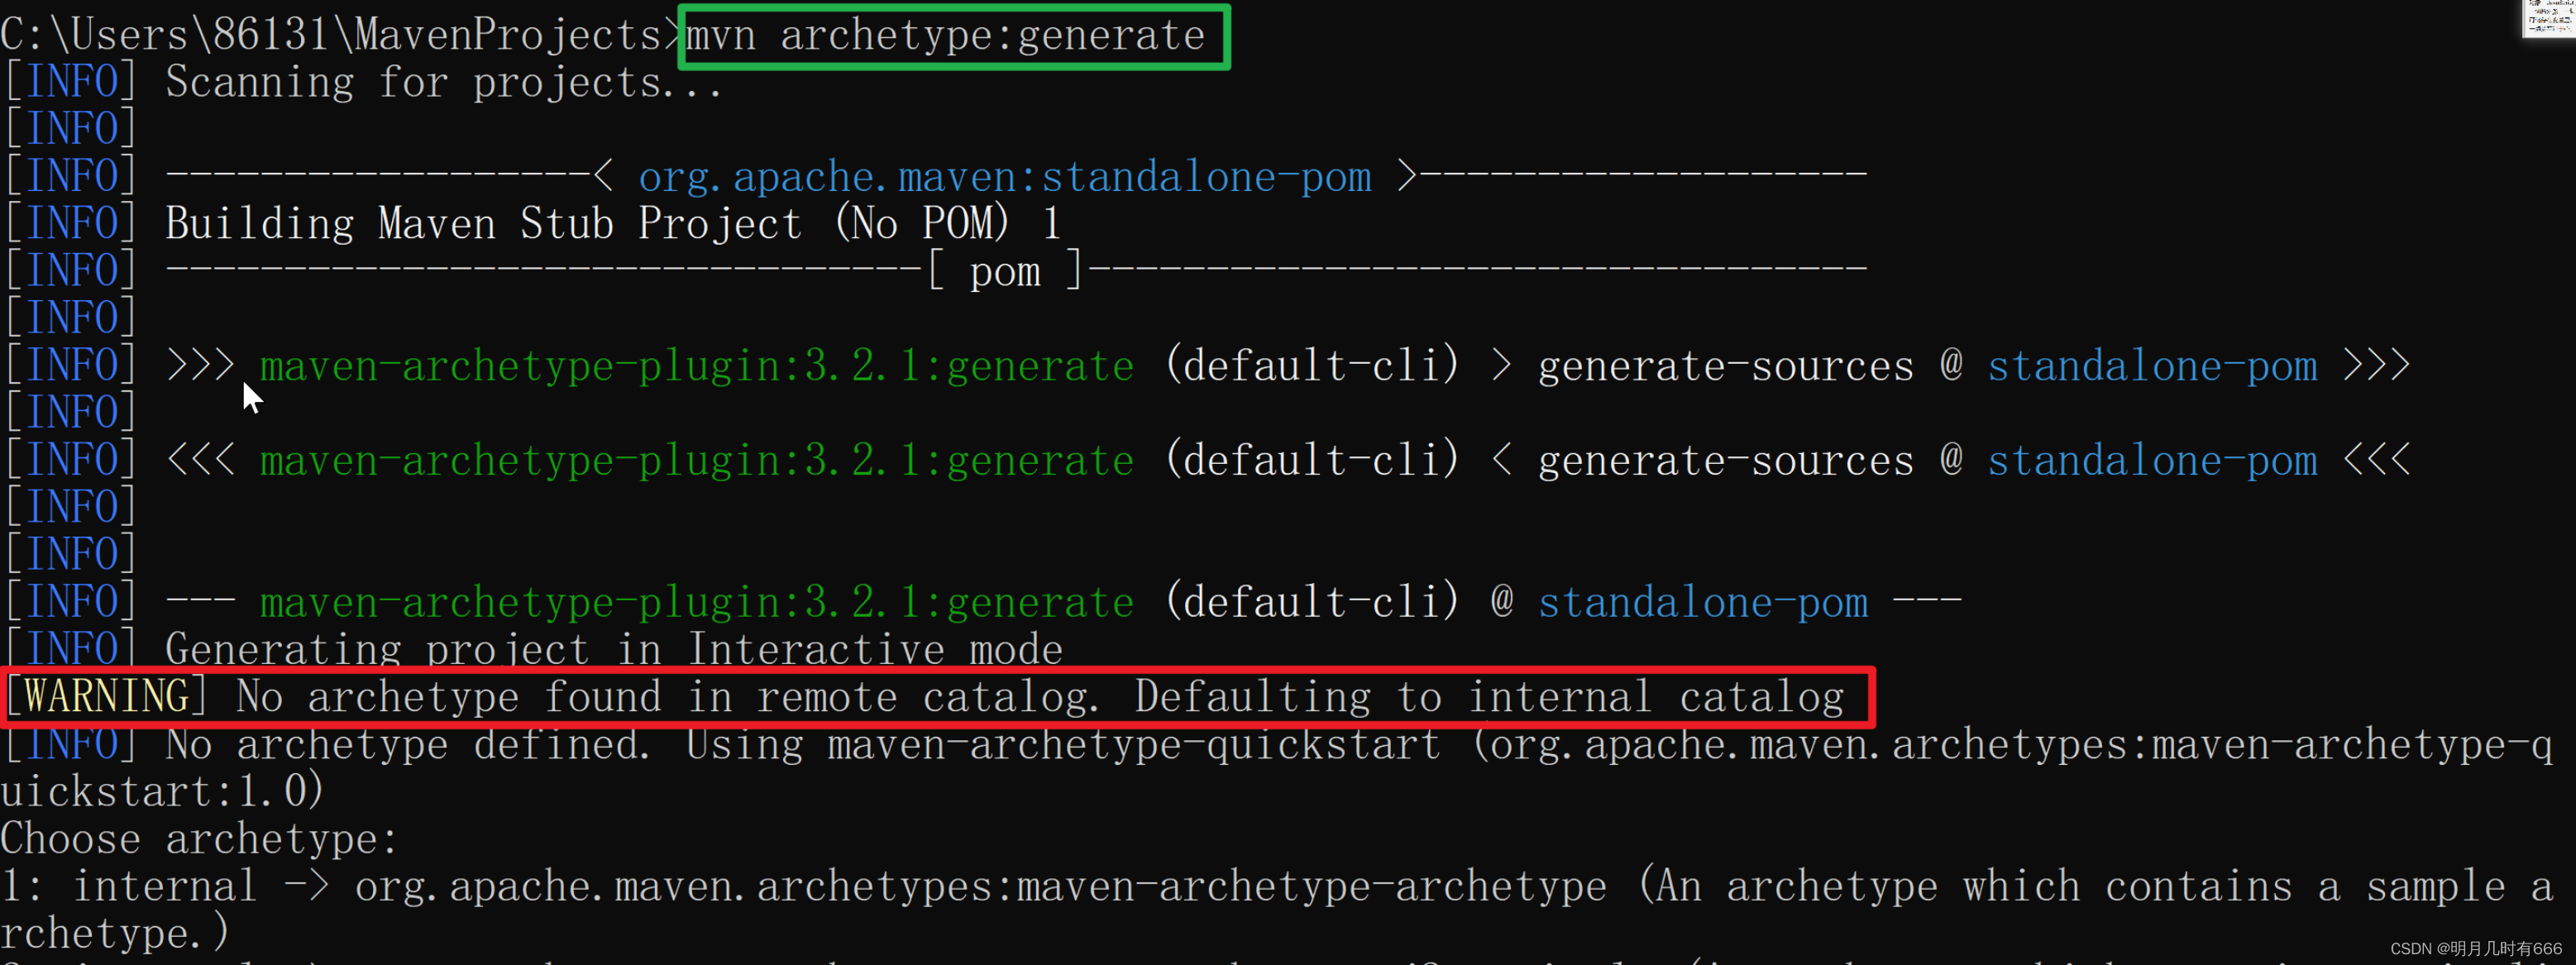 C:\Users\86131\MavenProjects>mvn archetype:generate
[INFO] Scanning for projects...
[INFO]
[INFO] ------------------< org.apache.maven:standalone-pom >-------------------
[INFO] Building Maven Stub Project (No POM) 1
[INFO] --------------------------------[ pom ]---------------------------------
[INFO]
[INFO] >>> maven-archetype-plugin:3.2.1:generate (default-cli) > generate-sources @ standalone-pom >>>
[INFO]
[INFO] <<< maven-archetype-plugin:3.2.1:generate (default-cli) < generate-sources @ standalone-pom <<<
[INFO]
[INFO]
[INFO] --- maven-archetype-plugin:3.2.1:generate (default-cli) @ standalone-pom ---
[INFO] Generating project in Interactive mode
[WARNING] No archetype found in remote catalog. Defaulting to internal catalog
[INFO] No archetype defined. Using maven-archetype-quickstart (org.apache.maven.archetypes:maven-archetype-q
uickstart:1.0)
Choose archetype:
1: internal -> org.apache.maven.archetypes:maven-archetype-archetype (An archetype which contains a sample a
rchetype.)
CSDN @明月几时有666